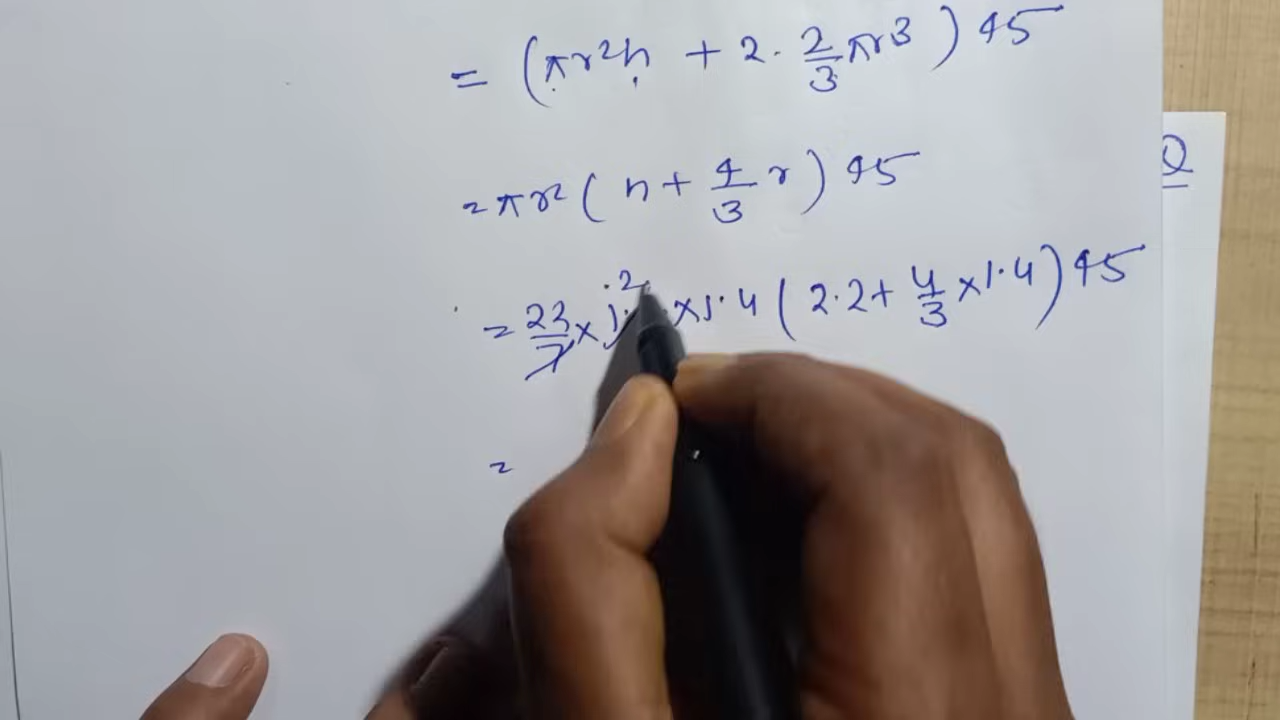 = (πr²h + 2 · 2/3 πr³) 45
Q
= πr² (h + 4/3 r) 45
= 22/7 × 1. × 1.4 (2.2 + 4/3 × 1.4) 45
.2
=